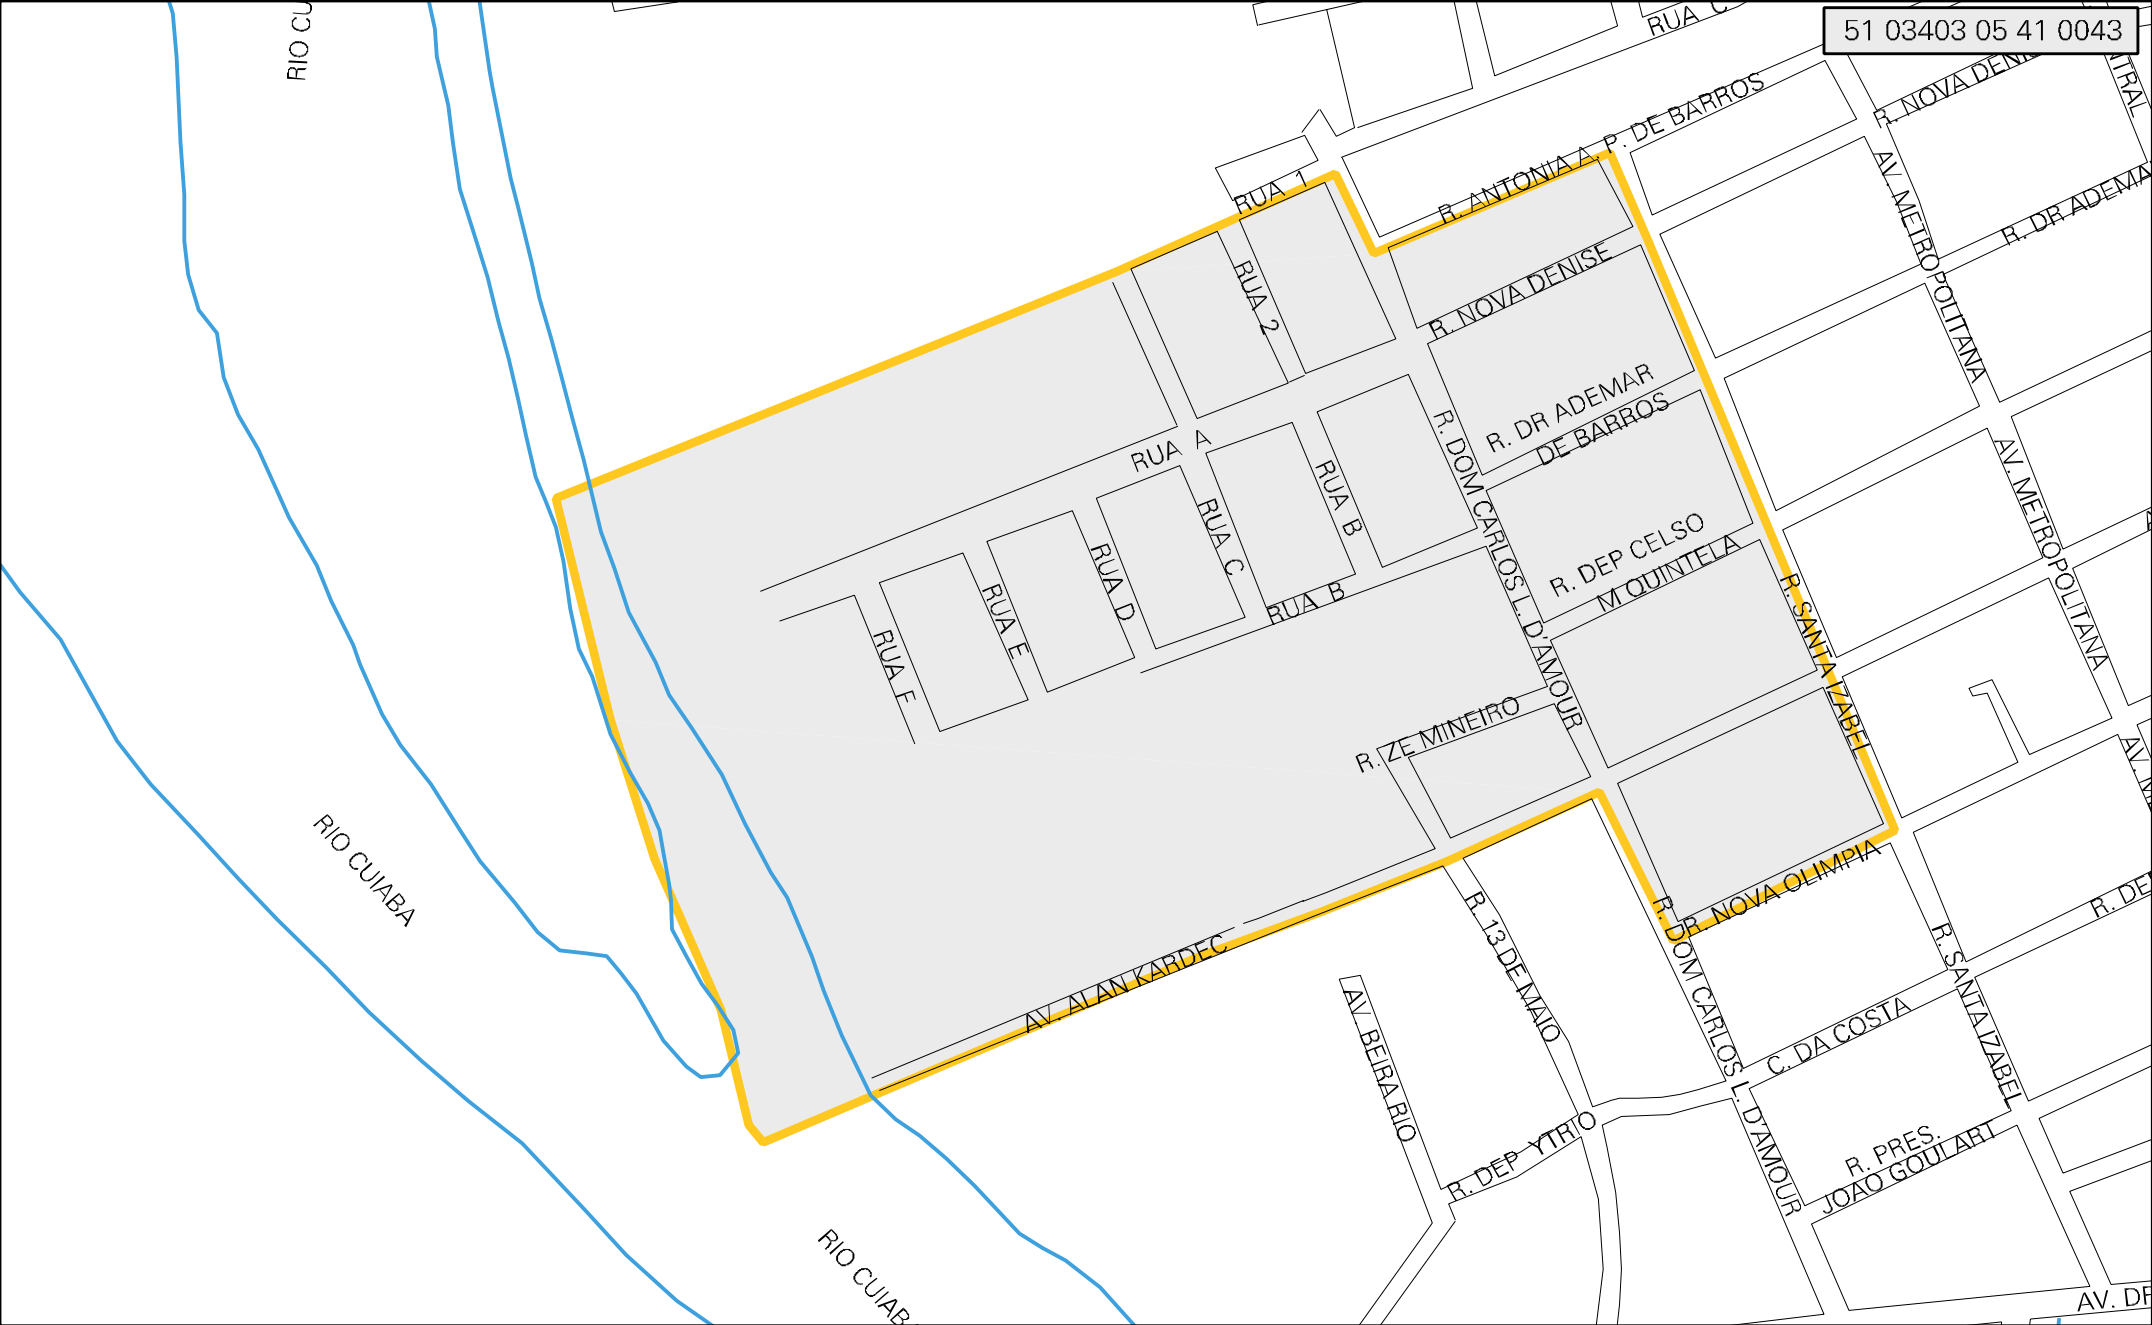 RIO CU
RUA C
51 03403 05 41 0043
R. NOVA DENI
NTRAL
R. ANTONIA A. P. DE BARROS
RUA 1
AV. METROPOLITANA
R. DR ADEMA
RUA 2
R. NOVA DENISE
R. DR ADEMAR
DE BARROS
RUA A
R. DOM CARLOS L. D'AMOUR
RUA B
RUA C
AV. METROPOLITANA
R. DEP CELSO
M QUINTELA
RUA D
RUA E
RUA B
R. SANTA IZABEL
RUA F
R. ZE MINEIRO
AV. M
RIO CUIABA
R. NOVA OLIMPIA
R. DE
R. 13 DE MAIO
R. DOM CARLOS L. D'AMOUR
R. SANTA IZABEL
AV. ALAN KARDEC
AV. BEIRA RIO
C. DA COSTA
R. DEP YTRIO
R. PRES.
JOAO GOULART
RIO CUIABA
AV. DR